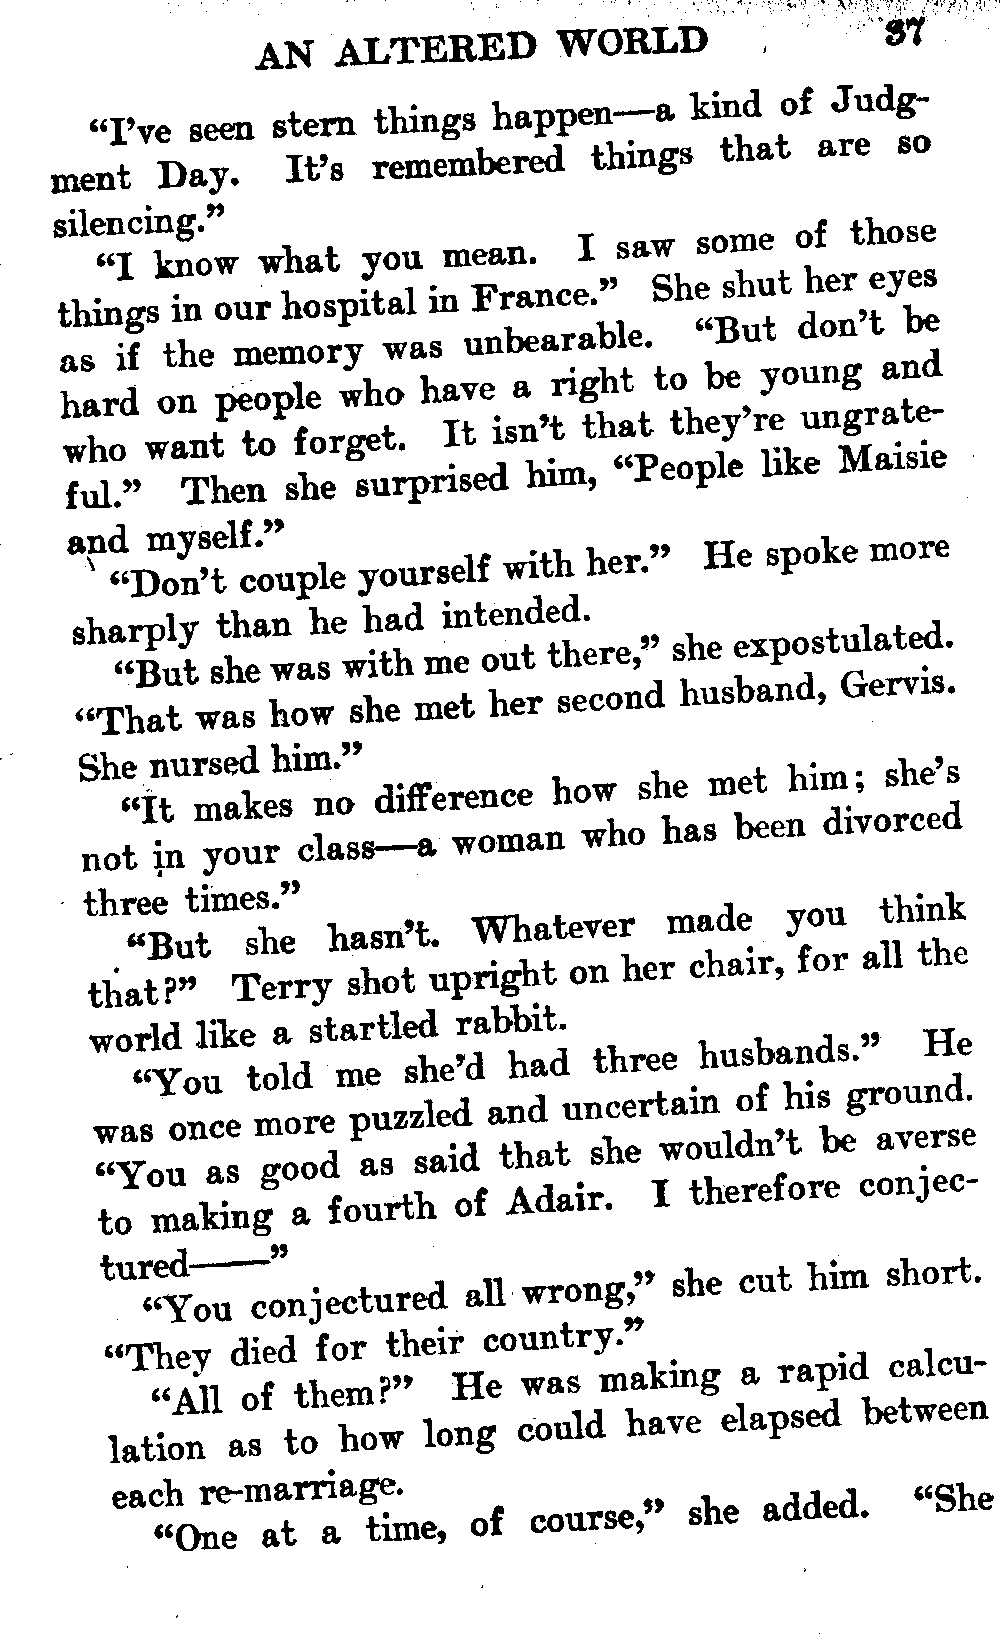 AN ALTERED WORLD 37
“I’ve seen stern things happen—a kind of Judg-
ment Day. It’s remembered things that are so
silencing.”
“I know what you mean. I saw some of those
things in our hospital in France.” She shut her eyes
as if the memory was unbearable. “But don’t be
hard on people who have a right to be young and
who want to forget. It isn’t that they’re ungrate-
ful.” Then she surprised him, “People like Maisie
and myself.”
“Don’t couple yourself with her.” He spoke more
sharply than he had intended.
“But she was with me out there,” she expostulated.
“That was how she met her second husband, Gervis.
She nursed him.”
“It makes no difference how she met him; she’s
not in your class—a woman who has been divorced
three times.”
“But she hasn’t. Whatever made you think
that?” Terry shot upright on her chair, for all the
world like a startled rabbit.
“You told me she’d had three husbands.” He
was once more puzzled and uncertain of his ground.
“You as good as said that she wouldn’t be averse
to making a fourth of Adair. I therefore conjec-
tured——”
“You conjectured all wrong,” she cut him short.
“They died for their country.”
“All of them?” He was making a rapid calcu-
lation as to how long could have elapsed between
each re-marriage.
“One at a time, of course,” she added. “She